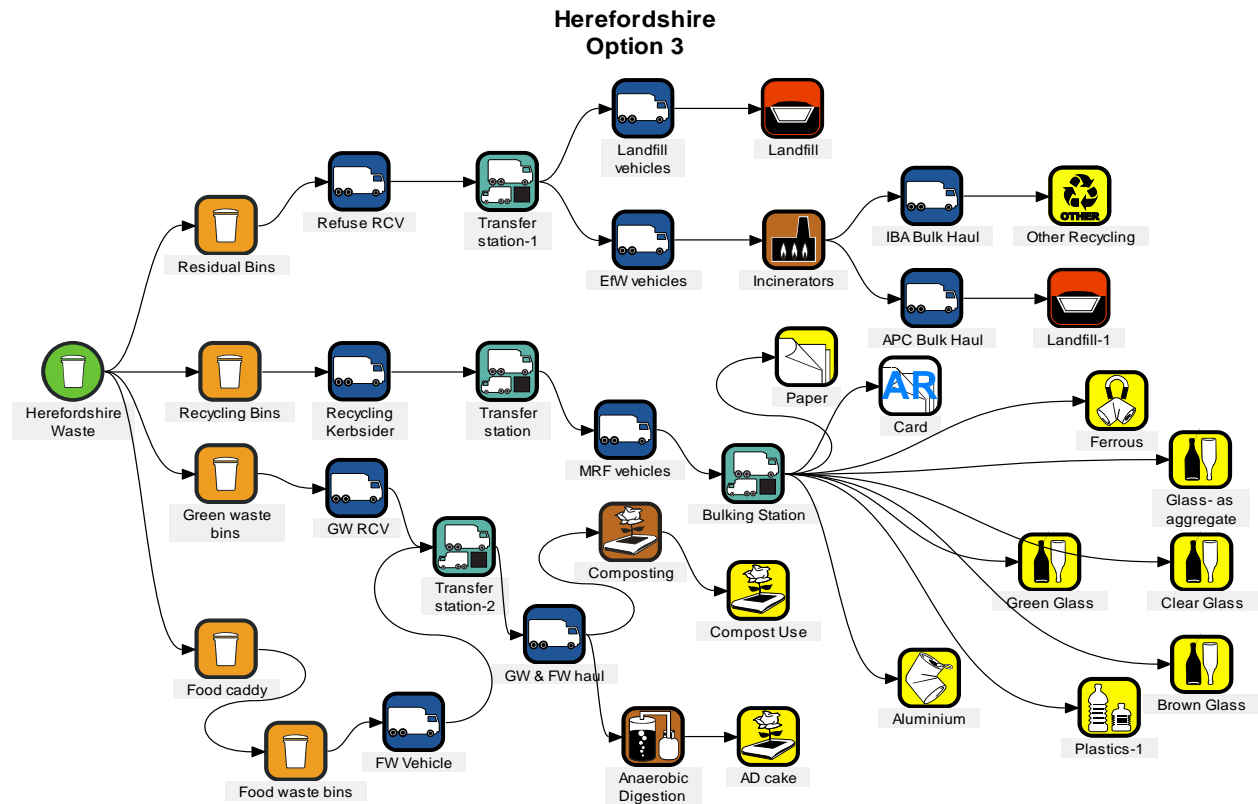 Herefordshire
Option 3
Landfill
vehicles
Landfill
Refuse RCV
Transfer
station-1
OTHER
Residual Bins
EfW vehicles
Incinerators
IBA Bulk Haul
Other Recycling
APC Bulk Haul
Landfill-1
Herefordshire
Waste
Recycling Bins
Recycling
Kerbsider
Transfer
station
Paper
AR
Card
Ferrous
MRF vehicles
Bulking Station
Glass- as
aggregate
Green waste
bins
GW RCV
Transfer
station-2
Composting
Compost Use
Green Glass
Clear Glass
Food caddy
GW & FW haul
Aluminium
Brown Glass
Plastics-1
Food waste bins
FW Vehicle
Anaerobic
Digestion
AD cake